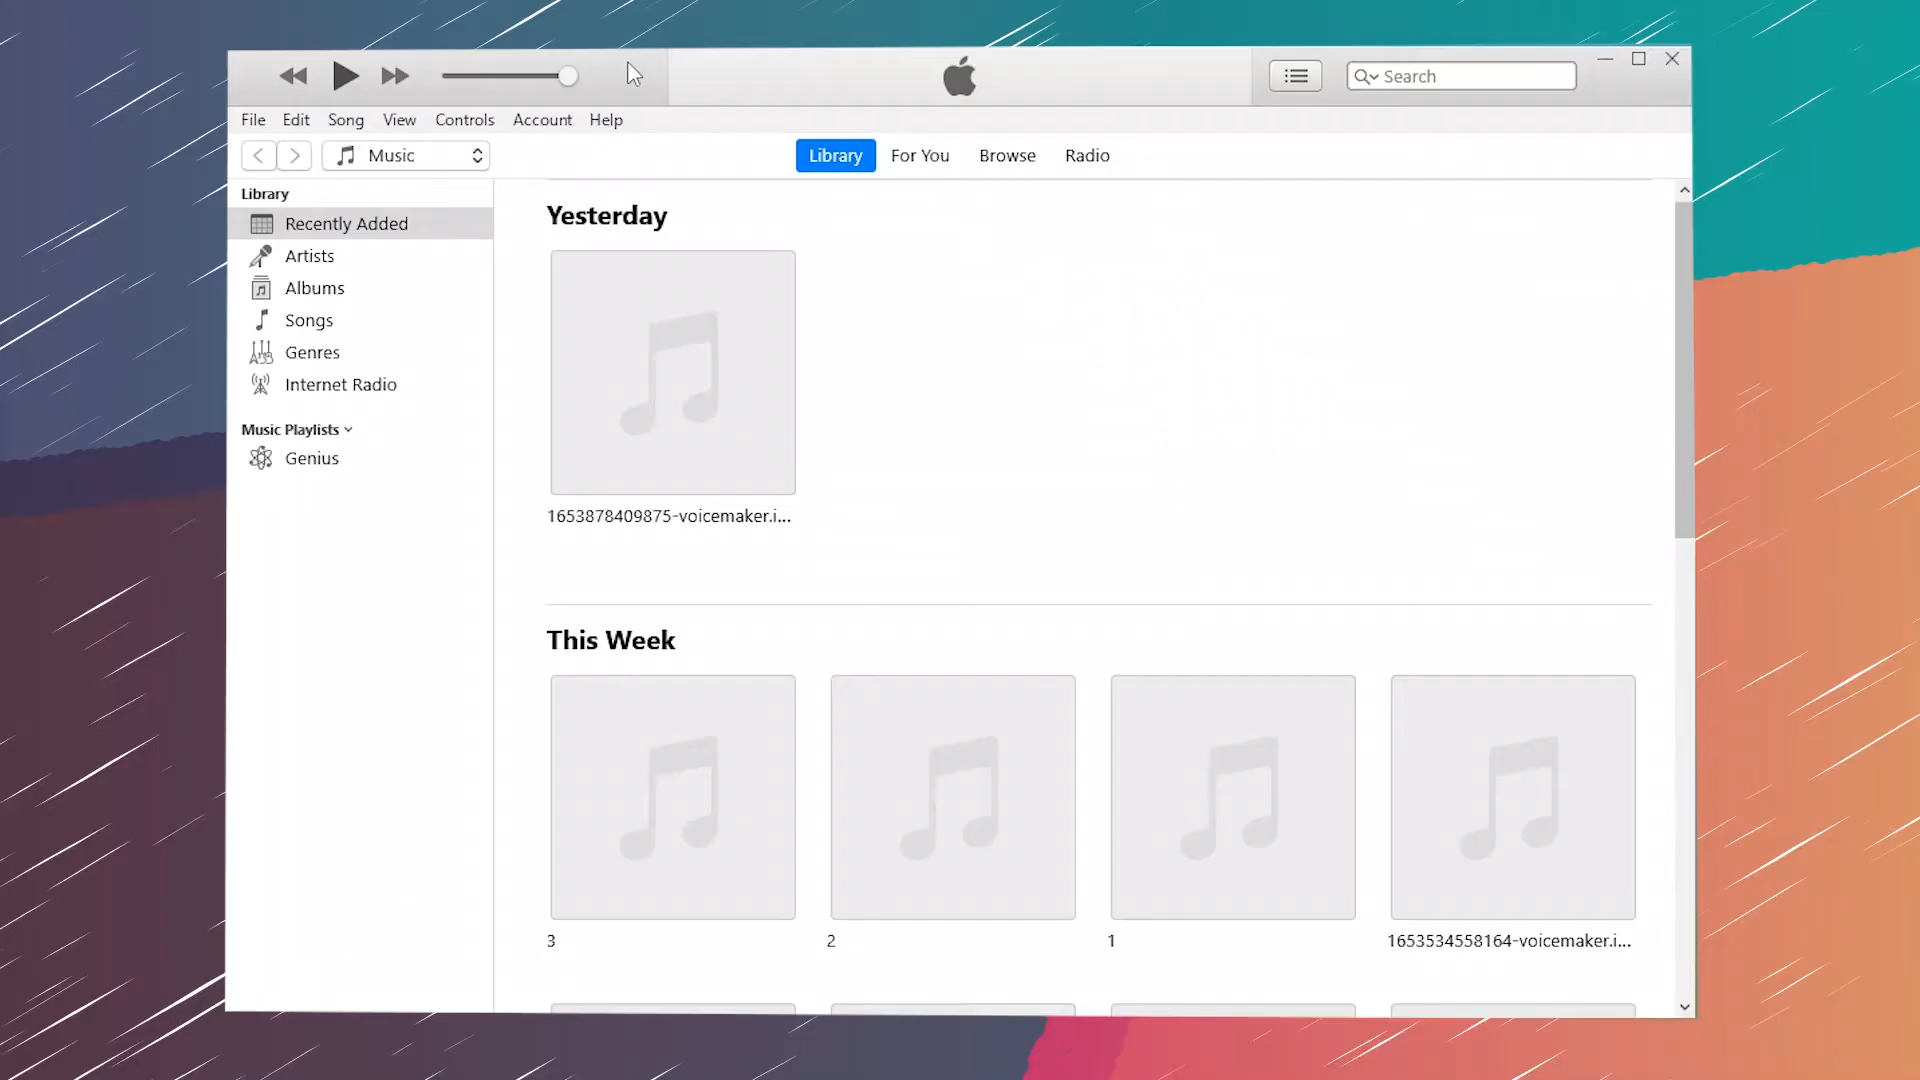 Search
File Edit Song View Controls Account Help
Music
Library For You Browse Radio
Library
Recently Added
Artists
Albums
Songs
Genres
Internet Radio
Music Playlists
Genius
Yesterday
1653878409875-voicemaker.i...
This Week
3
2
1
1653534558164-voicemaker.i...